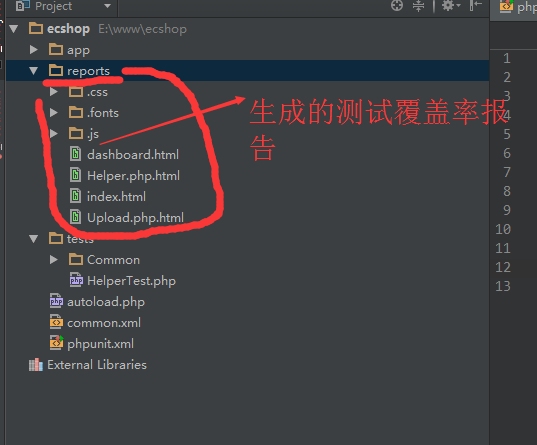 Project
php
ecshop E:\www\ecshop
app
reports
.css
.fonts
.js
dashboard.html
Helper.php.html
index.html
Upload.php.html
tests
Common
HelperTest.php
autoload.php
common.xml
phpunit.xml
External Libraries
生成的测试覆盖率报
告
1
2
3
4
5
6
7
8
9
10
11
12
13